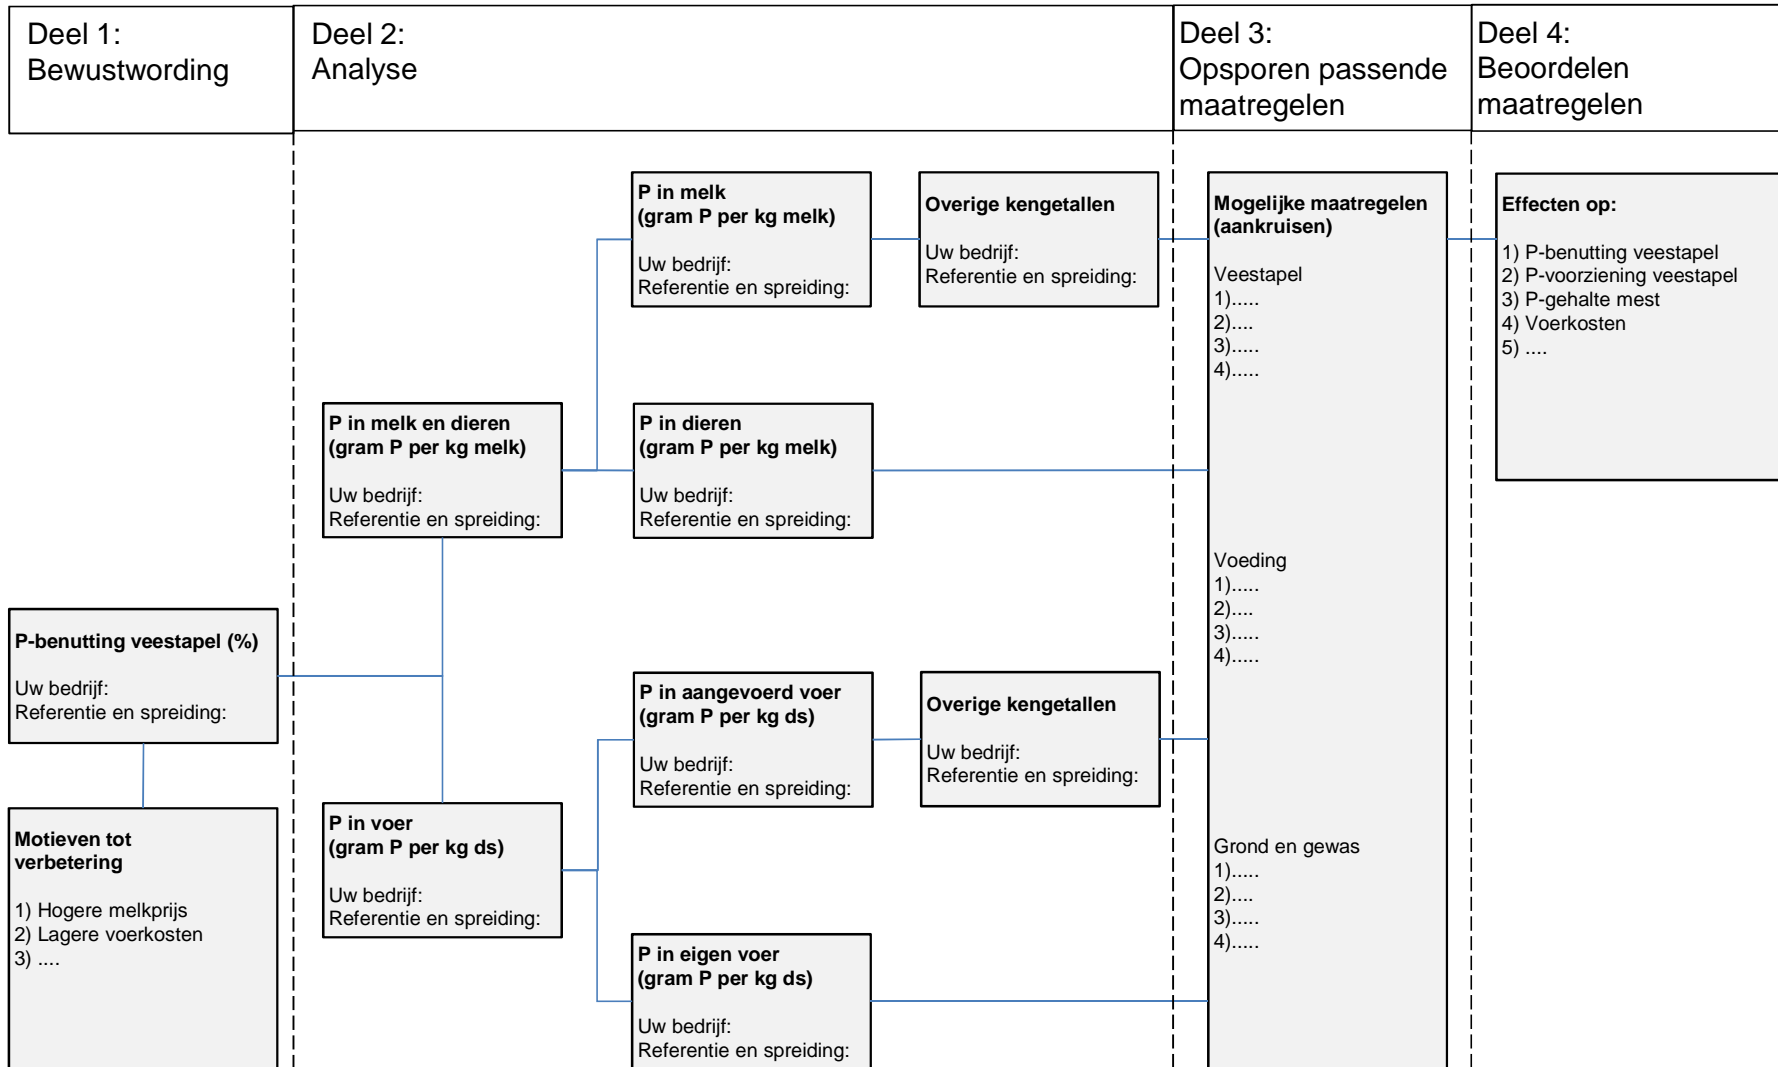 Deel 1:
Bewustwording
Deel 2:
Analyse
Deel 3:
Opsporen passende
maatregelen
Deel 4:
Beoordelen
maatregelen
P-benutting veestapel (%)
Uw bedrijf:
Referentie en spreiding:
Motieven tot
verbetering
1) Hogere melkprijs
2) Lagere voerkosten
3) ....
P in melk en dieren
(gram P per kg melk)
Uw bedrijf:
Referentie en spreiding:
P in voer
(gram P per kg ds)
Uw bedrijf:
Referentie en spreiding:
P in melk
(gram P per kg melk)
Uw bedrijf:
Referentie en spreiding:
P in dieren
(gram P per kg melk)
Uw bedrijf:
Referentie en spreiding:
P in aangevoerd voer
(gram P per kg ds)
Uw bedrijf:
Referentie en spreiding:
P in eigen voer
(gram P per kg ds)
Uw bedrijf:
Referentie en spreiding:
Overige kengetallen
Uw bedrijf:
Referentie en spreiding:
Overige kengetallen
Uw bedrijf:
Referentie en spreiding:
Mogelijke maatregelen
(aankruisen)
Veestapel
1).....
2)....
3).....
4).....
Voeding
1).....
2)....
3).....
4).....
Grond en gewas
1).....
2)....
3).....
4).....
Effecten op:
1) P-benutting veestapel
2) P-voorziening veestapel
3) P-gehalte mest
4) Voerkosten
5) ....